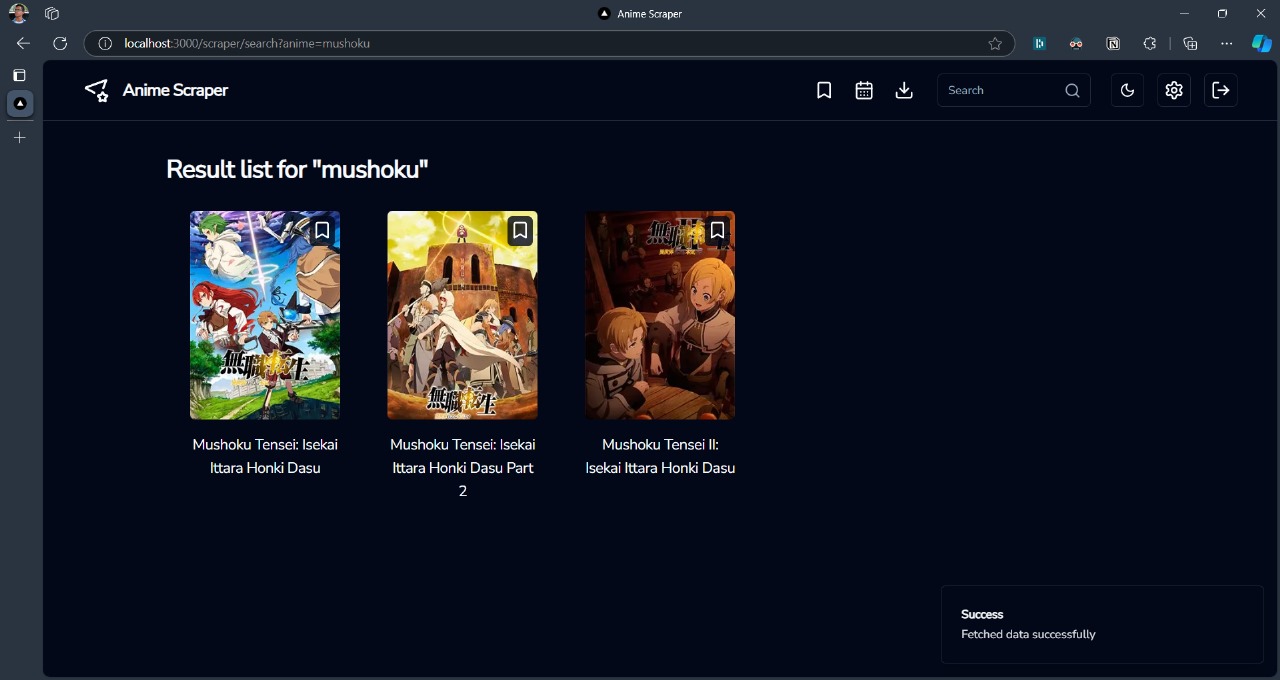 Anime Scraper
localhost:3000/scraper/search?anime=mushoku
Anime Scraper
Search
Result list for "mushoku"
無職転生
無職転生
無職転生
II
Mushoku Tensei: Isekai
Ittara Honki Dasu
Mushoku Tensei: Isekai
Ittara Honki Dasu Part
2
Mushoku Tensei II:
Isekai Ittara Honki Dasu
Success
Fetched data successfully